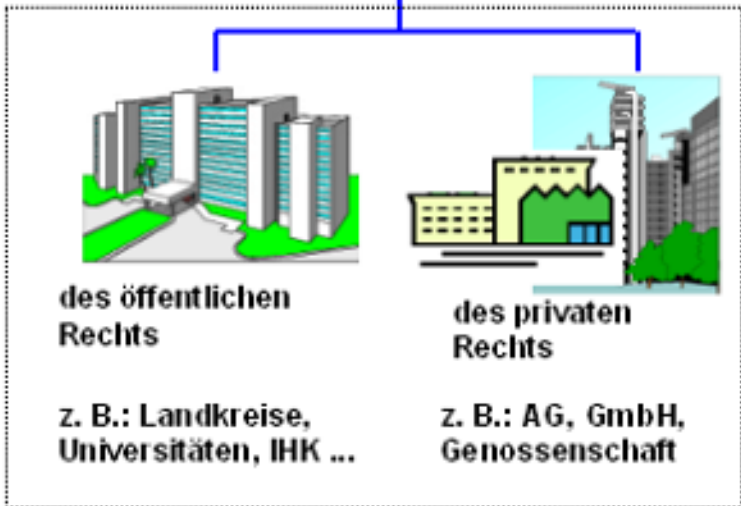 des öffentlichen
Rechts
z. B.: Landkreise,
Universitäten, IHK ...
des privaten
Rechts
z. B.: AG, GmbH,
Genossenschaft